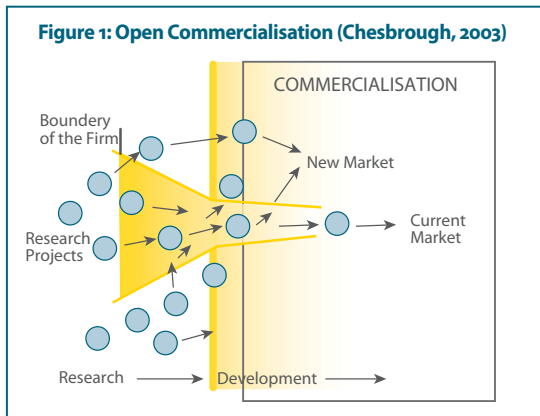 Figure 1: Open Commercialisation (Chesbrough, 2003)
COMMERCIALISATION
Boundery
of the Firm
New Market
Research
Projects
Current
Market
Research
Development